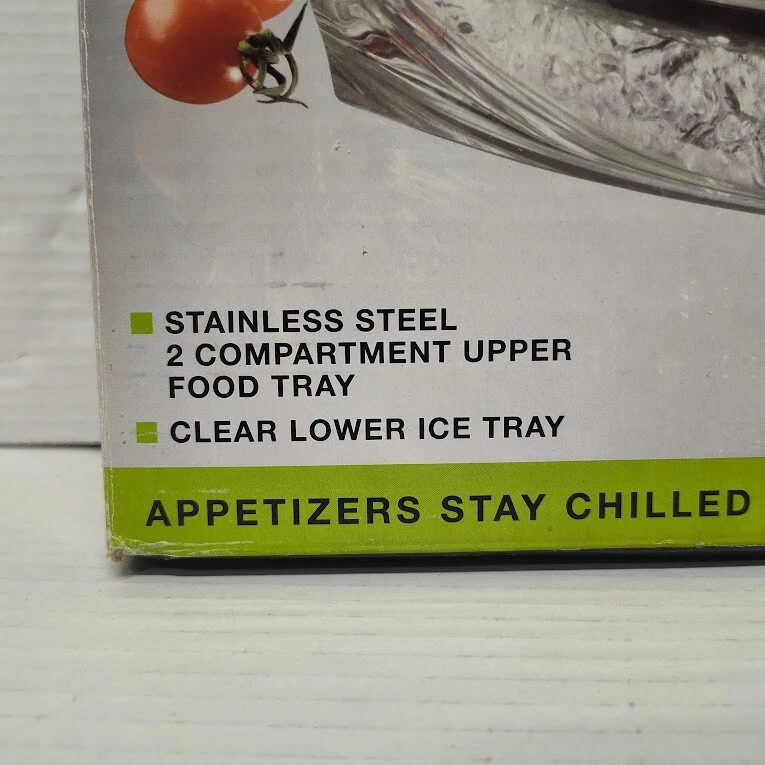 STAINLESS STEEL
2 COMPARTMENT UPPER
FOOD TRAY
CLEAR LOWER ICE TRAY
APPETIZERS STAY CHILLED